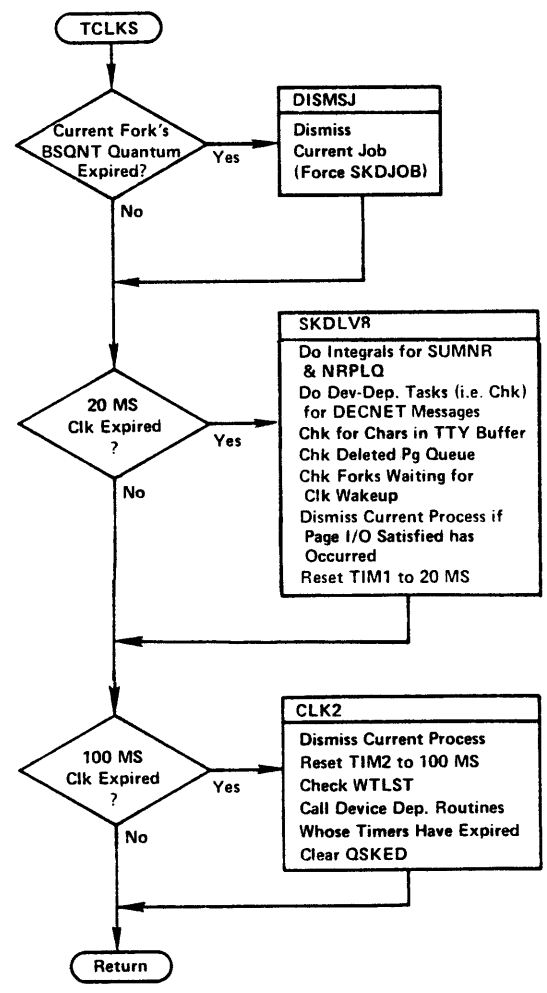 TCLKS
Current Fork's
BSQNT Quantum
Expired?
Yes
No
DISMSJ
Dismiss
Current Job
(Force SKDJOB)
20 MS
Clk Expired
?
Yes
No
SKDLVR
Do Integrals for SUMNR
& NRPLQ
Do Dev-Dep. Tasks (i.e. Chk)
for DECNET Messages
Chk for Chars in TTY Buffer
Chk Deleted Pg Queue
Chk Forks Waiting for
Clk Wakeup
Dismiss Current Process if
Page I/O Satisfied has
Occurred
Reset TIM1 to 20 MS
100 MS
Clk Expired
?
Yes
No
CLK2
Dismiss Current Process
Reset TIM2 to 100 MS
Check WTLST
Call Device Dep. Routines
Whose Timers Have Expired
Clear QSKED
Return